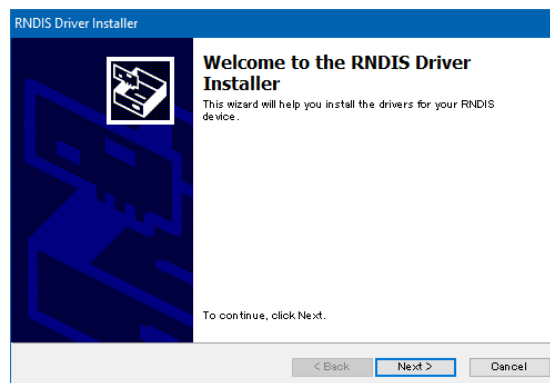 RNDIS Driver Installer
Welcome to the RNDIS Driver
Installer
This wizard will help you install the drivers for your RNDIS
device.
To continue, click Next.
< Back
Next >
Cancel